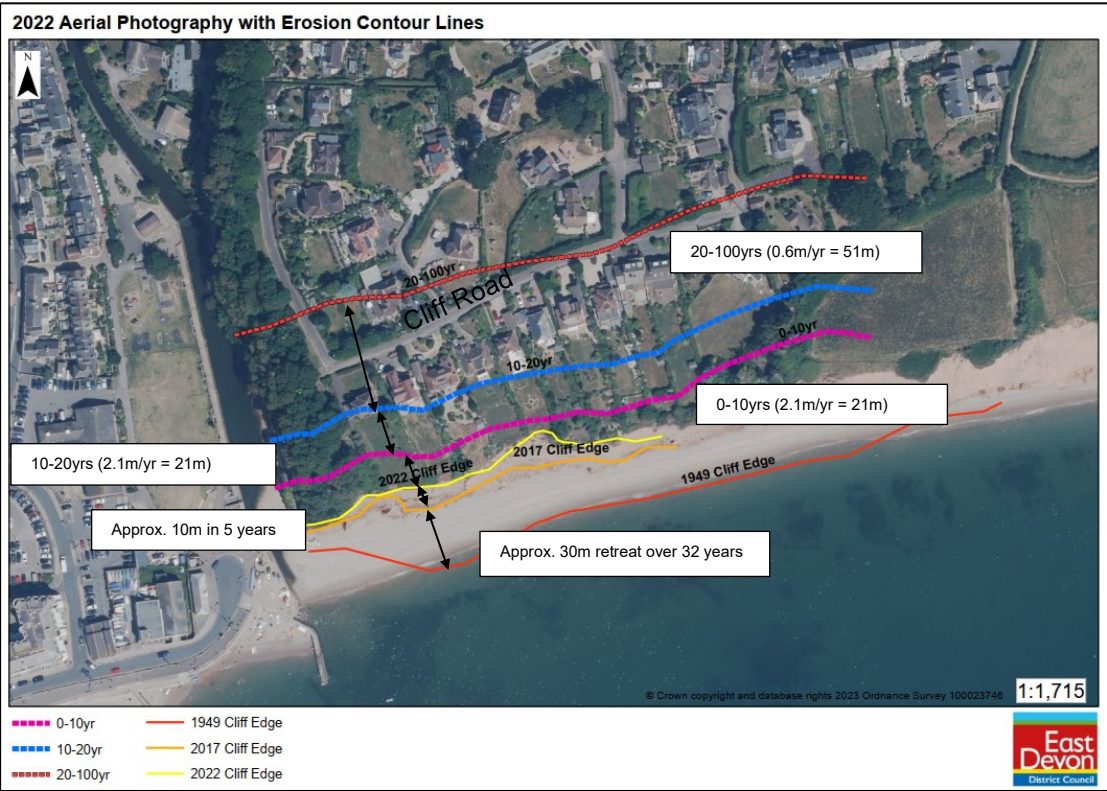 2022 Aerial Photography with Erosion Contour Lines
N
20-100yrs (0.6m/yr = 51m)
20-100yr
Cliff Road
0-10yr
10-20yr
0-10yrs (2.1m/yr = 21m)
2017 Cliff Edge
10-20yrs (2.1m/yr = 21m)
2022 Cliff Edge
1949 Cliff Edge
Approx. 10m in 5 years
Approx. 30m retreat over 32 years
© Crown copyright and database rights 2023 Ordnance Survey 100023746
1:1,715
0-10yr
1949 Cliff Edge
10-20yr
2017 Cliff Edge
20-100yr
2022 Cliff Edge
East
Devon
District Council